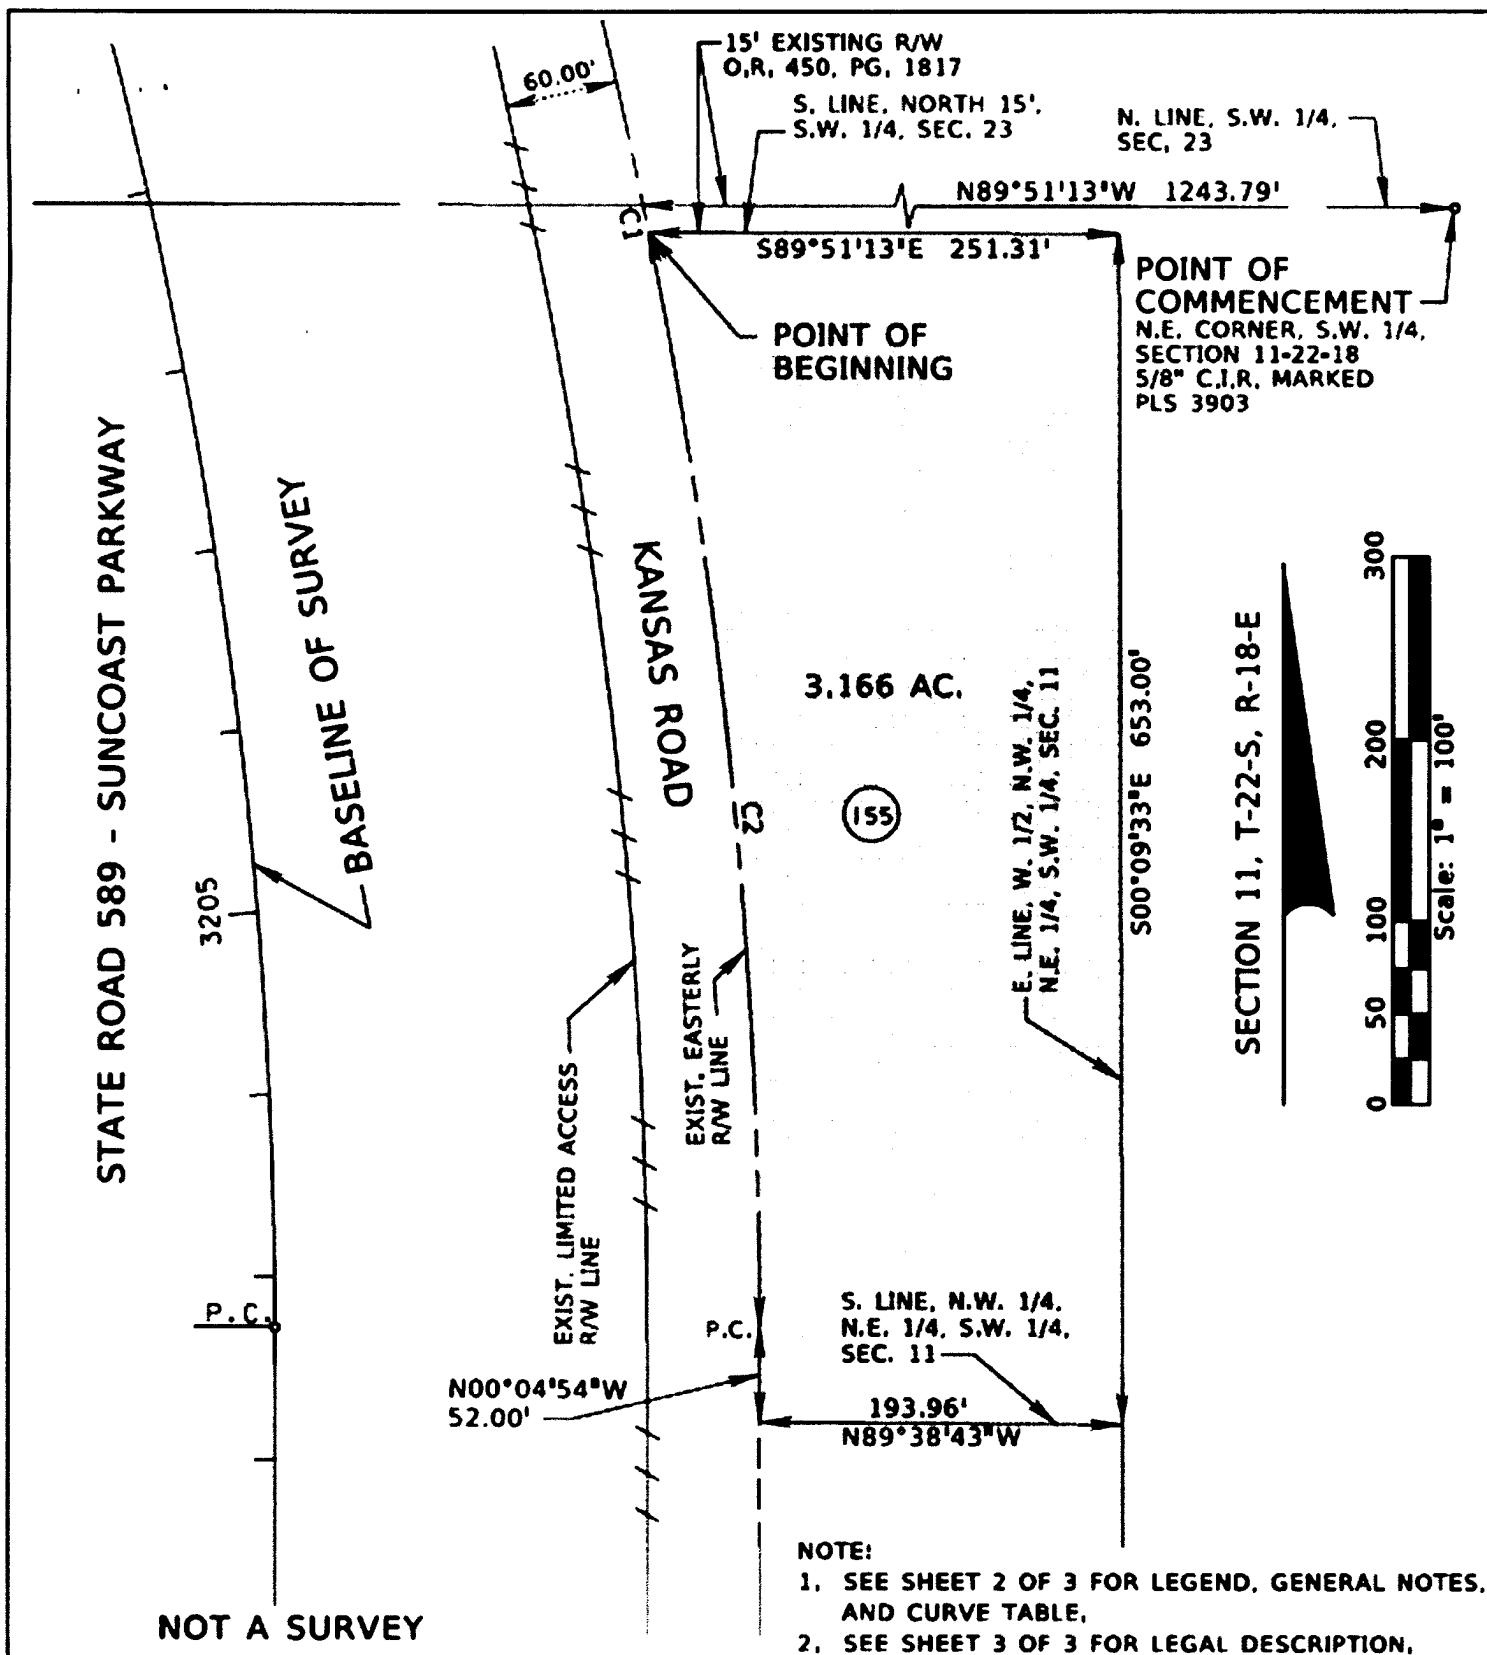 60.00'
15' EXISTING R/W
O,R, 450, PG, 1817
S. LINE, NORTH 15',
S.W. 1/4, SEC. 23
N. LINE, S.W. 1/4,
SEC, 23
N89°51'13"W 1243.79'
C1
S89°51'13"E 251.31'
POINT OF
COMMENCEMENT
N.E. CORNER, S.W. 1/4,
SECTION 11-22-18
5/8" C.I.R. MARKED
PLS 3903
POINT OF
BEGINNING
STATE ROAD 589 - SUNCOAST PARKWAY
BASELINE OF SURVEY
KANSAS ROAD
3.166 AC.
C2
155
E. LINE, W. 1/2, N.W. 1/4,
N.E. 1/4, S.W. 1/4, SEC. 11
S00°09'33"E 653.00'
SECTION 11, T-22-S, R-18-E
0 50 100 200 300
Scale: 1" = 100'
3205
EXIST. LIMITED ACCESS
R/W LINE
EXIST. EASTERLY
R/W LINE
P.C.
P.C.
S. LINE, N.W. 1/4,
N.E. 1/4, S.W. 1/4,
SEC. 11
N00°04'54"W
52.00'
193.96'
N89°38'43"W
NOTE:
1, SEE SHEET 2 OF 3 FOR LEGEND, GENERAL NOTES,
AND CURVE TABLE,
2, SEE SHEET 3 OF 3 FOR LEGAL DESCRIPTION,
NOT A SURVEY